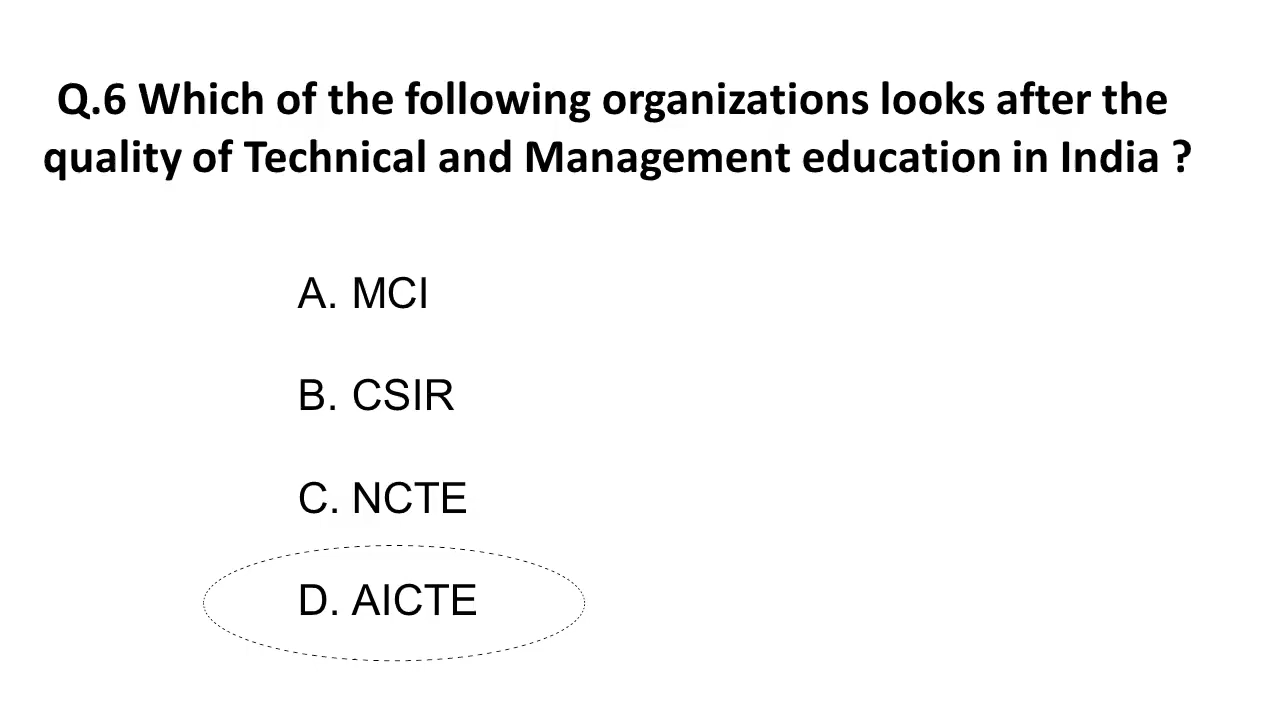 Q.6 Which of the following organizations looks after the
quality of Technical and Management education in India ?
A. MCI
B. CSIR
C. NCTE
D. AICTE